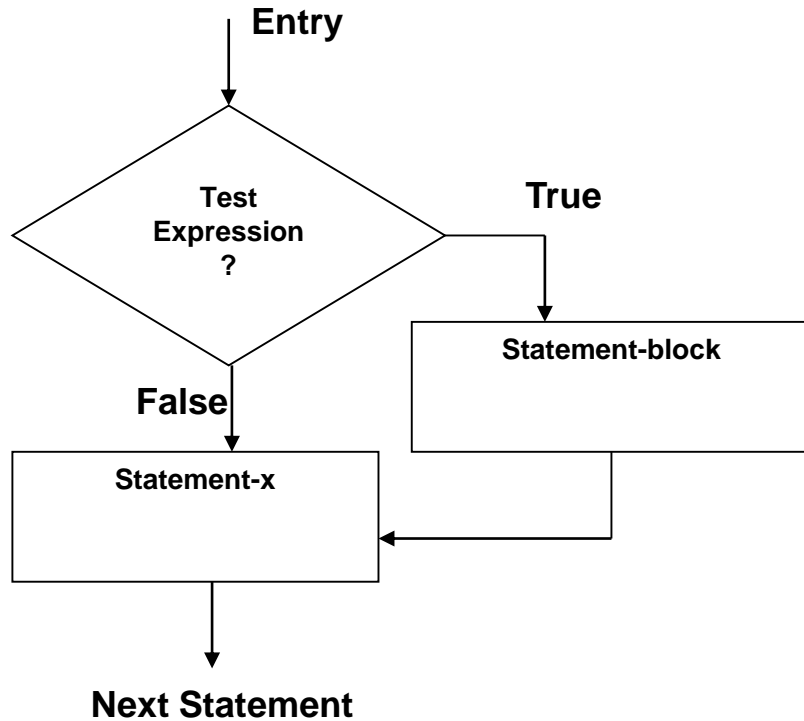 Entry
Test
Expression
?
True
Statement-block
False
Statement-x
Next Statement